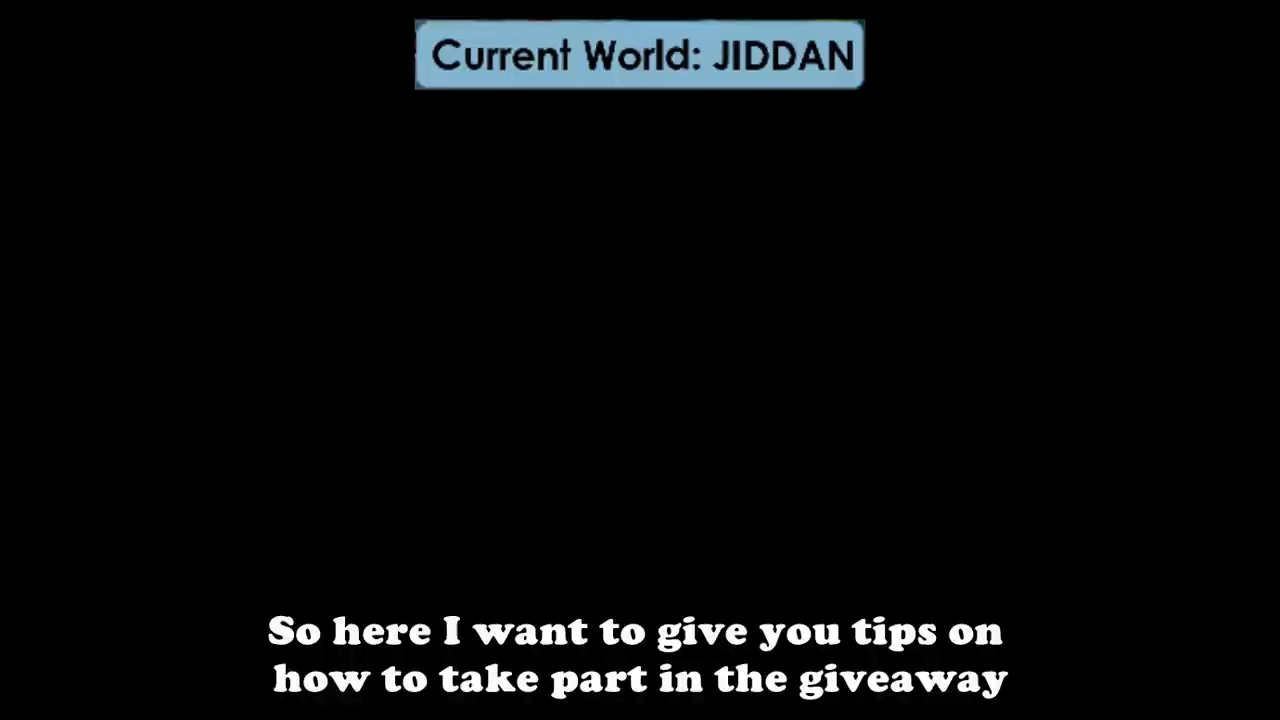 Current World: JIDDAN
So here I want to give you tips on
how to take part in the giveaway